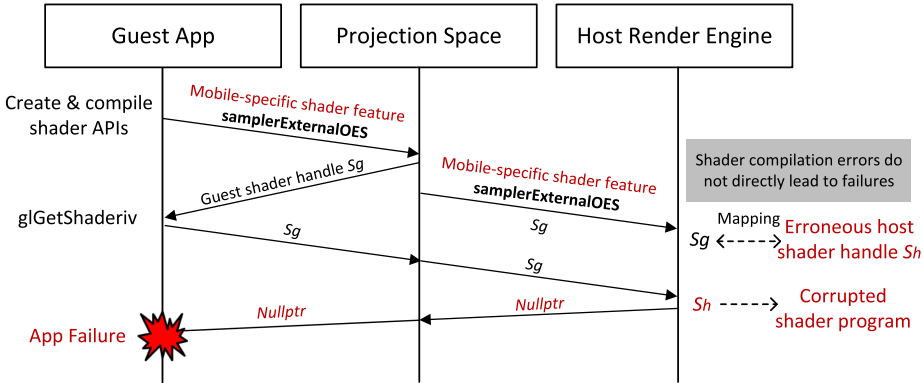 Guest App
Projection Space
Host Render Engine
Create & compile
shader APIs
Mobile-specific shader feature
samplerExternalOES
Guest shader handle Sg
Mobile-specific shader feature
samplerExternalOES
Sg
Shader compilation errors do
not directly lead to failures
glGetShaderiv
Sg
Sg
Sg
Mapping
Erroneous host
shader handle Sh
Nullptr
Nullptr
Sh
Corrupted
shader program
App Failure